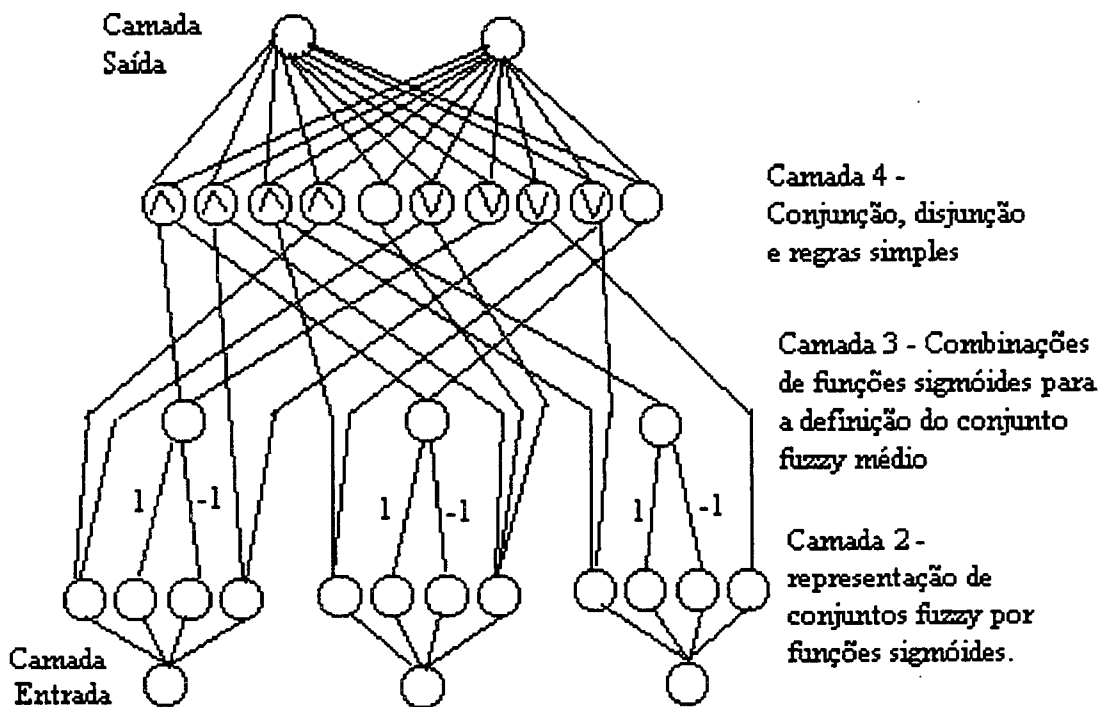 Camada
Saída
Camada 4 -
Conjunção, disjunção
e regras simples
Camada 3 - Combinações
de funções sigmóides para
a definição do conjunto
fuzzy médio
1 -1 1 -1 1 -1
Camada 2 -
representação de
conjuntos fuzzy por
funções sigmóides.
Camada
Entrada